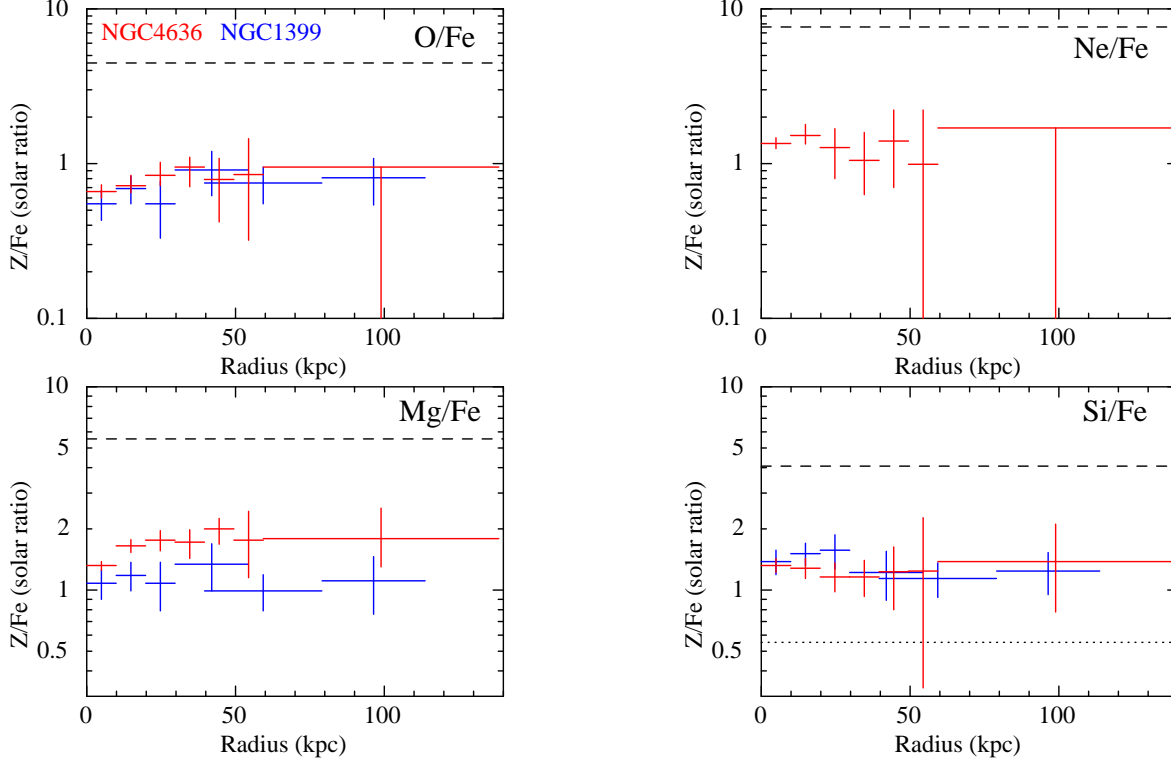 10
NGC4636 NGC1399
O/Fe
Z/Fe (solar ratio)
1
0.1
0 50 100
Radius (kpc)
10
Ne/Fe
Z/Fe (solar ratio)
1
0.1
0 50 100
Radius (kpc)
10
Mg/Fe
5
Z/Fe (solar ratio)
2
1
0.5
0 50 100
Radius (kpc)
10
Si/Fe
5
Z/Fe (solar ratio)
2
1
0.5
0 50 100
Radius (kpc)